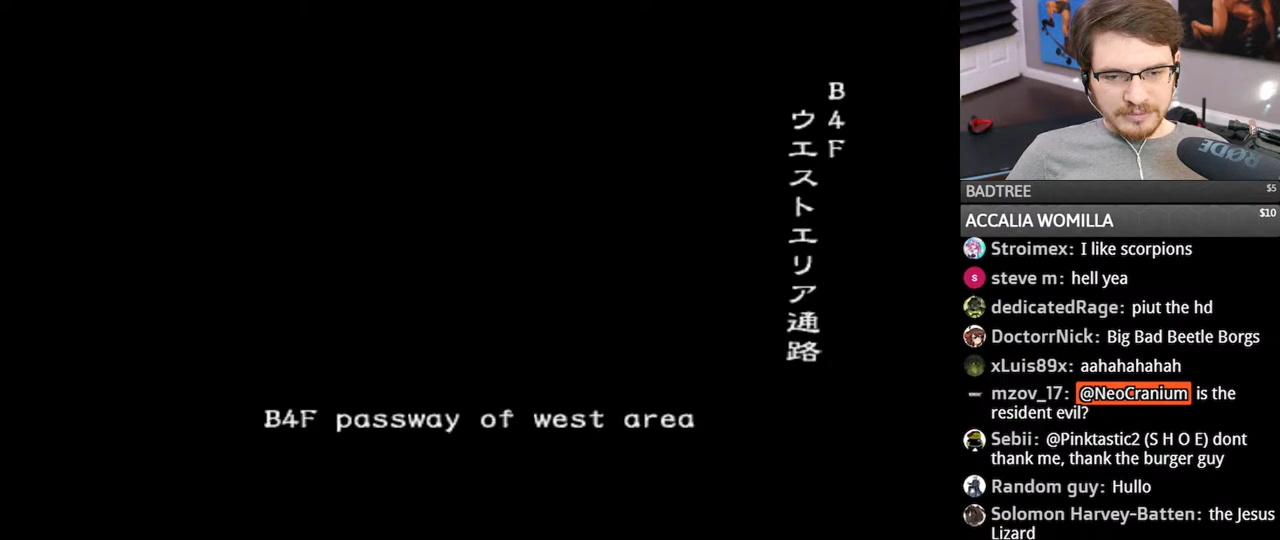 B4F
ウエストエリア通路
B4F passway of west area
RØDE
BADTREE
$5
ACCALIA WOMILLA
$10
Stroimex: I like scorpions
S
steve m: hell yea
dedicatedRage: piut the hd
DoctorrNick: Big Bad Beetle Borgs
xLuis89x: aahahahahah
mzov_17: @NeoCranium is the
resident evil?
Sebii: @Pinktastic2 (S H O E) dont
thank me, thank the burger guy
Random guy: Hullo
Solomon Harvey-Batten: the Jesus
Lizard